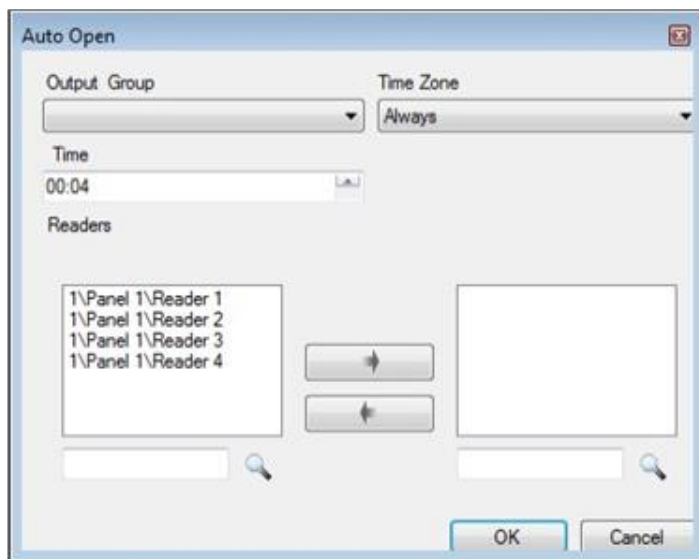 Auto Open
Output Group
Time Zone
Always
Time
00:04
Readers
1\Panel 1\Reader 1
1\Panel 1\Reader 2
1\Panel 1\Reader 3
1\Panel 1\Reader 4
OK
Cancel